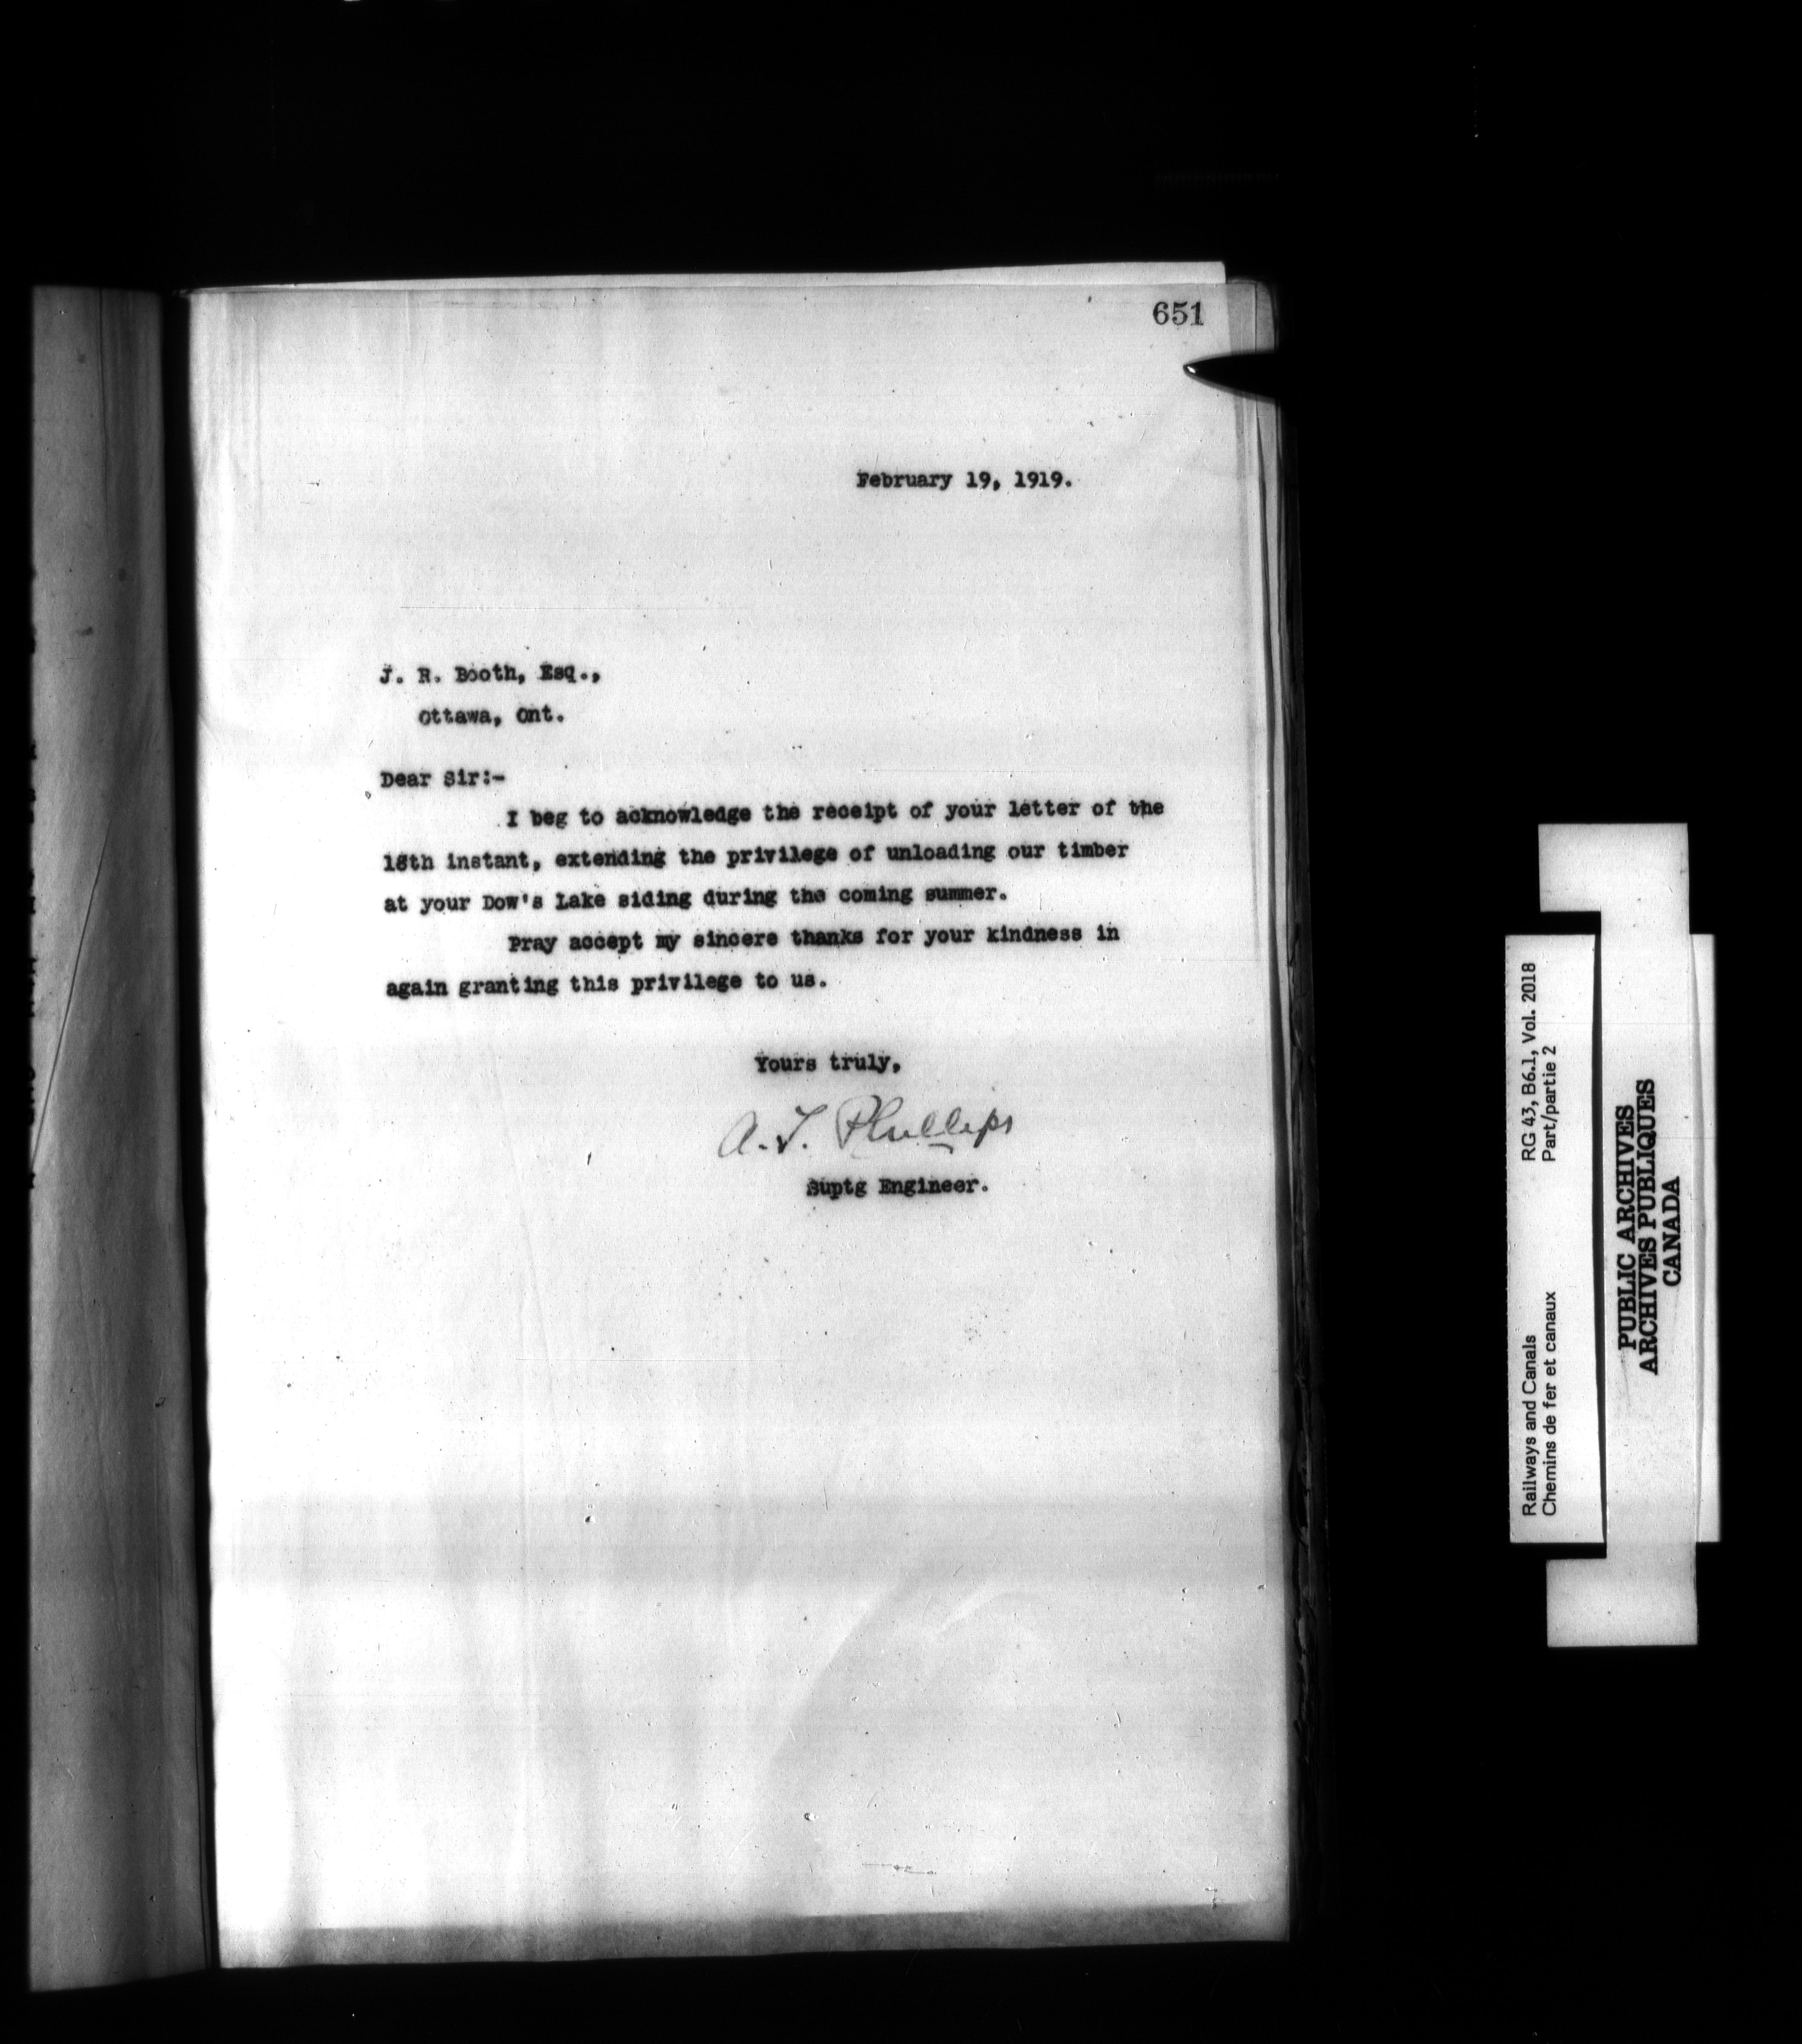 651
February 19, 1919.
J. R. Booth, Esq.,
Ottawa, Ont.
Dear Sir:-
I beg to acknowledge the receipt of your letter of the
18th instant, extending the privilege of unloading our timber
at your Dow's Lake siding during the coming summer.
Pray accept my sincere thanks for your kindness in
again granting this privilege to us.
Yours truly,
A. T. Phillips
Suptg Engineer.
Railways and Canals RG 43, B6.1, Vol. 2018
Chemins de fer et canaux Part/partie 2
PUBLIC ARCHIVES
ARCHIVES PUBLIQUES
CANADA